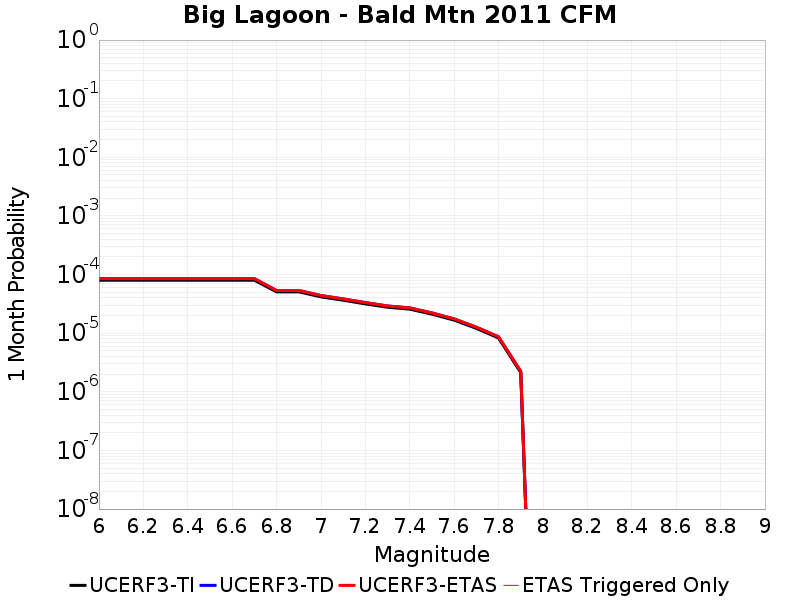 Big Lagoon - Bald Mtn 2011 CFM
1 Month Probability
10^0
10^-1
10^-2
10^-3
10^-4
10^-5
10^-6
10^-7
10^-8
6 6.2 6.4 6.6 6.8 7 7.2 7.4 7.6 7.8 8 8.2 8.4 8.6 8.8 9
Magnitude
UCERF3-TI UCERF3-TD UCERF3-ETAS ETAS Triggered Only